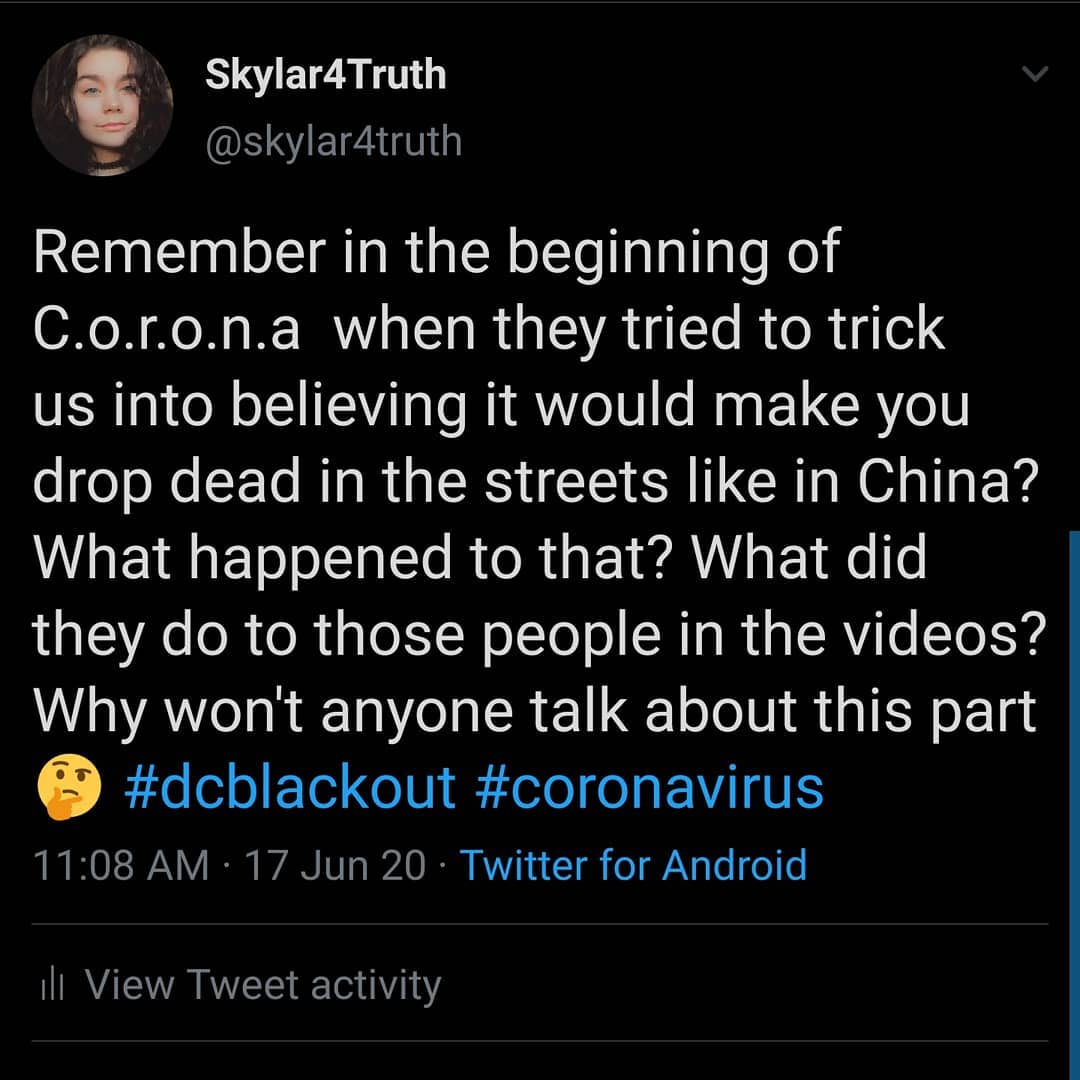 Skylar4Truth
@skylar4truth
Remember in the beginning of
C.o.r.o.n.a when they tried to trick
us into believing it would make you
drop dead in the streets like in China?
What happened to that? What did
they do to those people in the videos?
Why won't anyone talk about this part
🤔 #dcblackout #coronavirus
11:08 AM · 17 Jun 20 · Twitter for Android
View Tweet activity